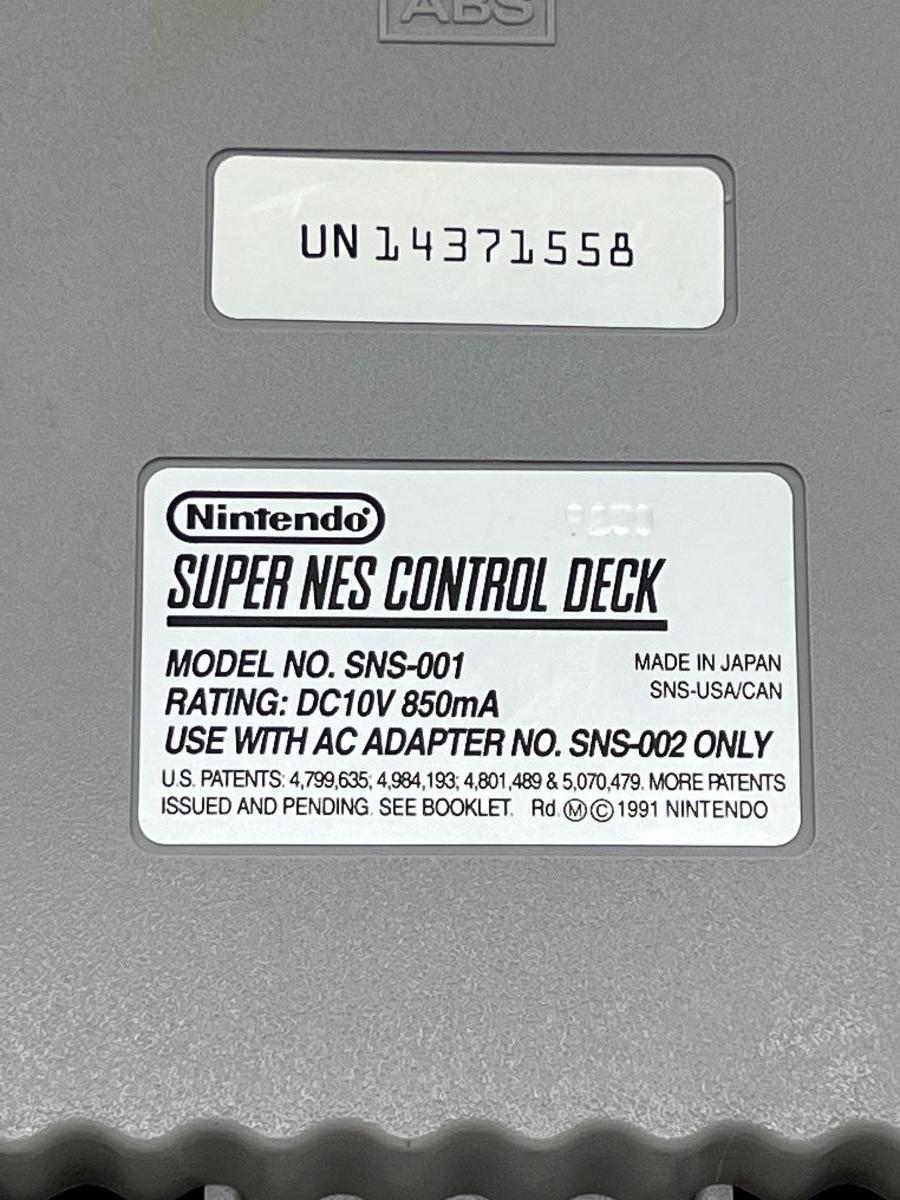 ABS
UN 14371558
Nintendo®
SUPER NES CONTROL DECK
MODEL NO. SNS-001
MADE IN JAPAN
RATING: DC10V 850mA
SNS-USA/CAN
USE WITH AC ADAPTER NO. SNS-002 ONLY
U.S. PATENTS: 4,799,635; 4,984,193; 4,801,489 & 5,070,479. MORE PATENTS
ISSUED AND PENDING. SEE BOOKLET. Rd ⓂⒸ1991 NINTENDO